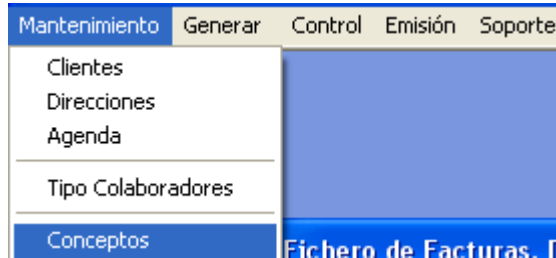 Mantenimiento Generar Control Emisión Soporte
Clientes
Direcciones
Agenda
Tipo Colaboradores
Conceptos
Fichero de Facturas.